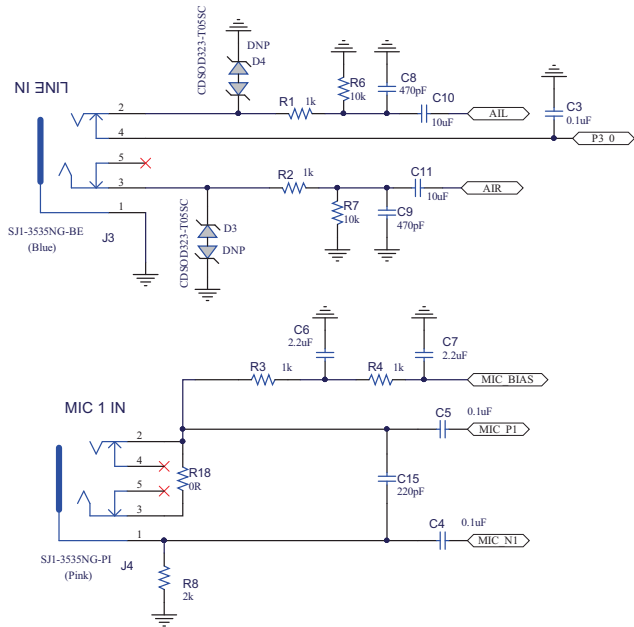 LINE IN
CDSOD323-T05SC
DNP
D4
R1 1k
R6
10k
C8
470pF
C10
10uF
AIL
C3
0.1uF
P3_0
2
4
5
3
1
R2 1k
C11
10uF
AIR
R7
10k
C9
470pF
CDSOD323-T05SC
D3
DNP
SJ1-3535NG-BE
(Blue)
J3
C6
2.2uF
C7
2.2uF
R3 1k
R4 1k
MIC_BIAS
MIC 1 IN
2
4
5
3
1
R18
0R
C5 0.1uF
MIC_P1
C15
220pF
C4 0.1uF
MIC_N1
SJ1-3535NG-PI
(Pink)
J4
R8
2k